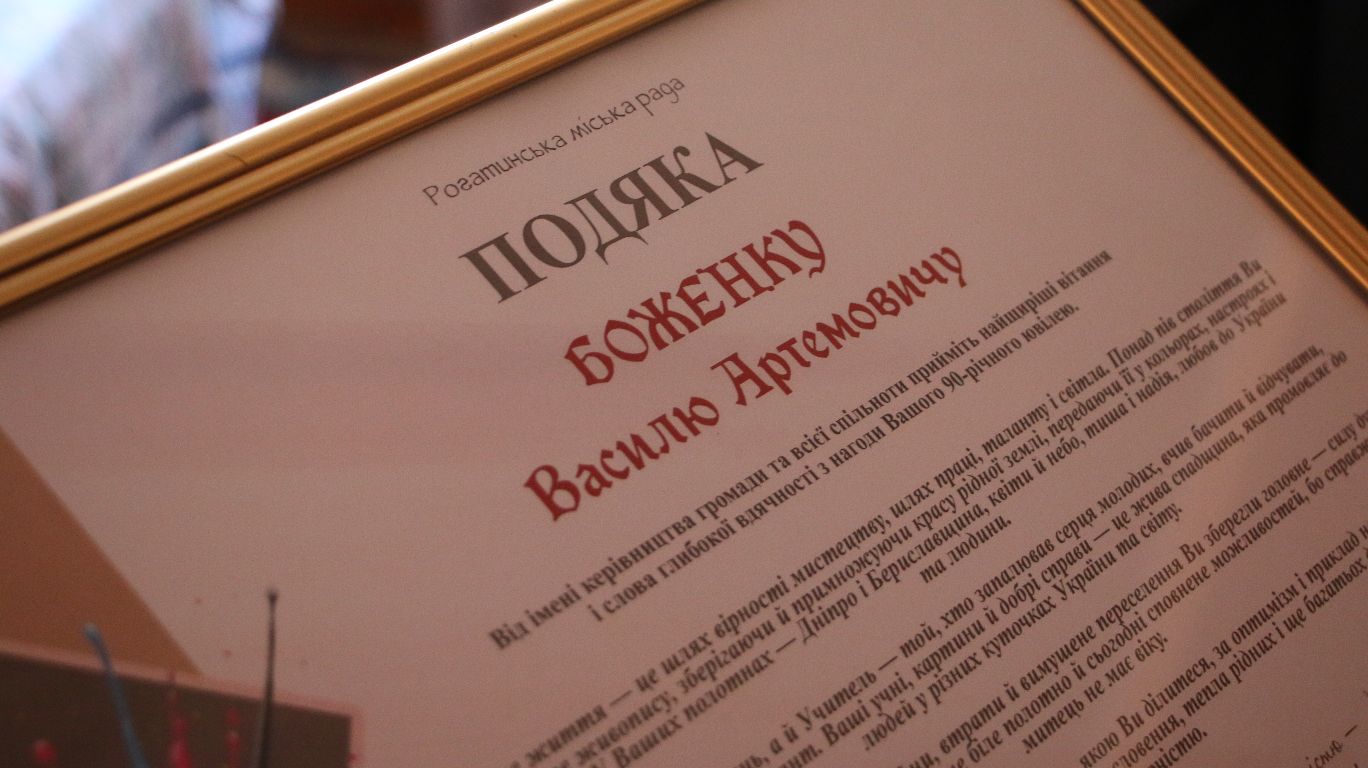 Рогатинська міська рада
ПОДЯКА
БОЖЕНКУ
Василю Артемовичу
Від імені керівництва громади та всієї спільноти прийміть найширіші вітання
і слова глибокої вдячності з нагоди Вашого 90-річного ювілею.
життя — це шлях вірності мистецтву, шлях праці, таланту і світла. Понад пів століття Ви
живопису, зберігаючи й примножуючи красу рідної землі, передаючи її у кольорах, настроях і
У Ваших полотнах — Дніпро і Бериславщина, квіти й небо, тиша і надія, любов до України
та людини.
а й Учитель — той, хто запалював серця молодих, вчив бачити й відчувати,
Ваші учні, картини й добрі справи — це жива спадщина, яка промовляє до
людей у різних куточках України та світу.
втрати й вимушене переселення Ви зберегли головне — силу
біле полотно й сьогодні сповнене можливостей, бо
митець не має віку.
якою Ви ділитеся, за оптимізм і приклад
тепла рідних і ще багатьох